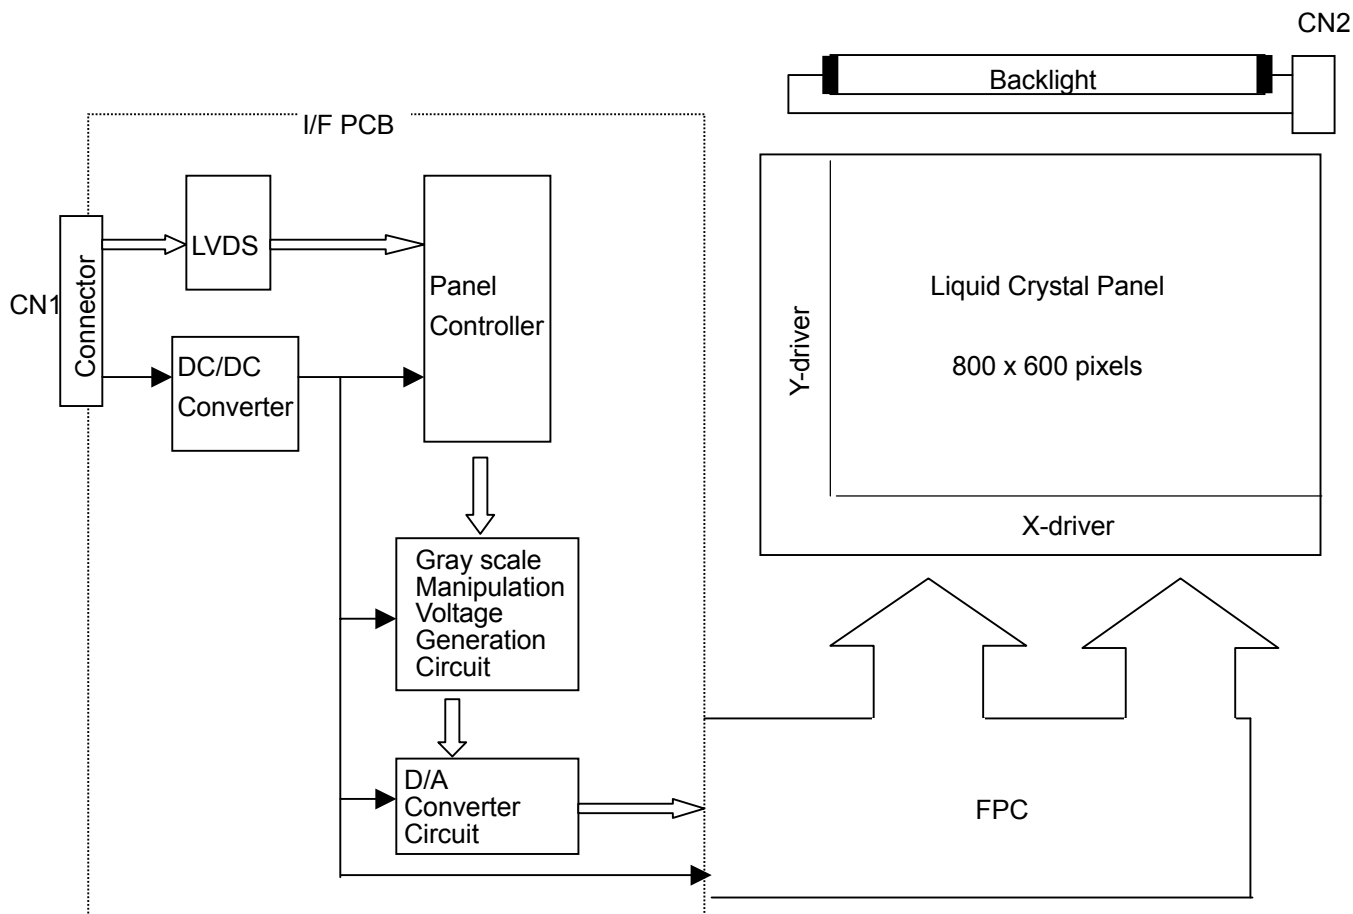 CN2
Backlight
I/F PCB
LVDS
Panel
Controller
CN1
Connector
DC/DC
Converter
Liquid Crystal Panel
800 x 600 pixels
Y-driver
X-driver
Gray scale
Manipulation
Voltage
Generation
Circuit
D/A
Converter
Circuit
FPC